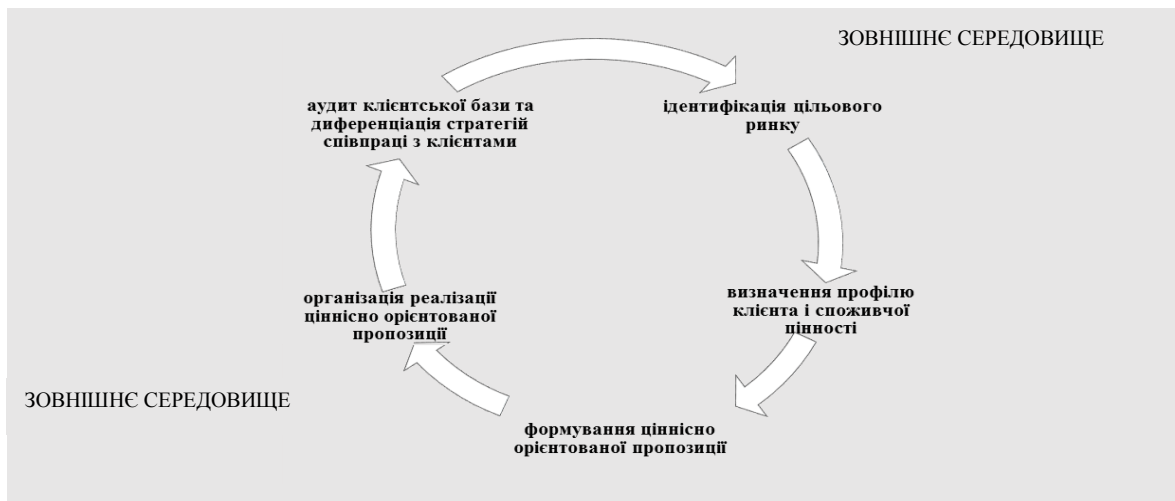 ЗОВНІШНЄ СЕРЕДОВИЩЕ
аудит клієнтської бази та
диференціація стратегій
співпраці з клієнтами
ідентифікація цільового
ринку
визначення профілю
клієнта і споживчої
цінності
організація реалізації
ціннісно орієнтованої
пропозиції
ЗОВНІШНЄ СЕРЕДОВИЩЕ
формування ціннісно
орієнтованої пропозиції